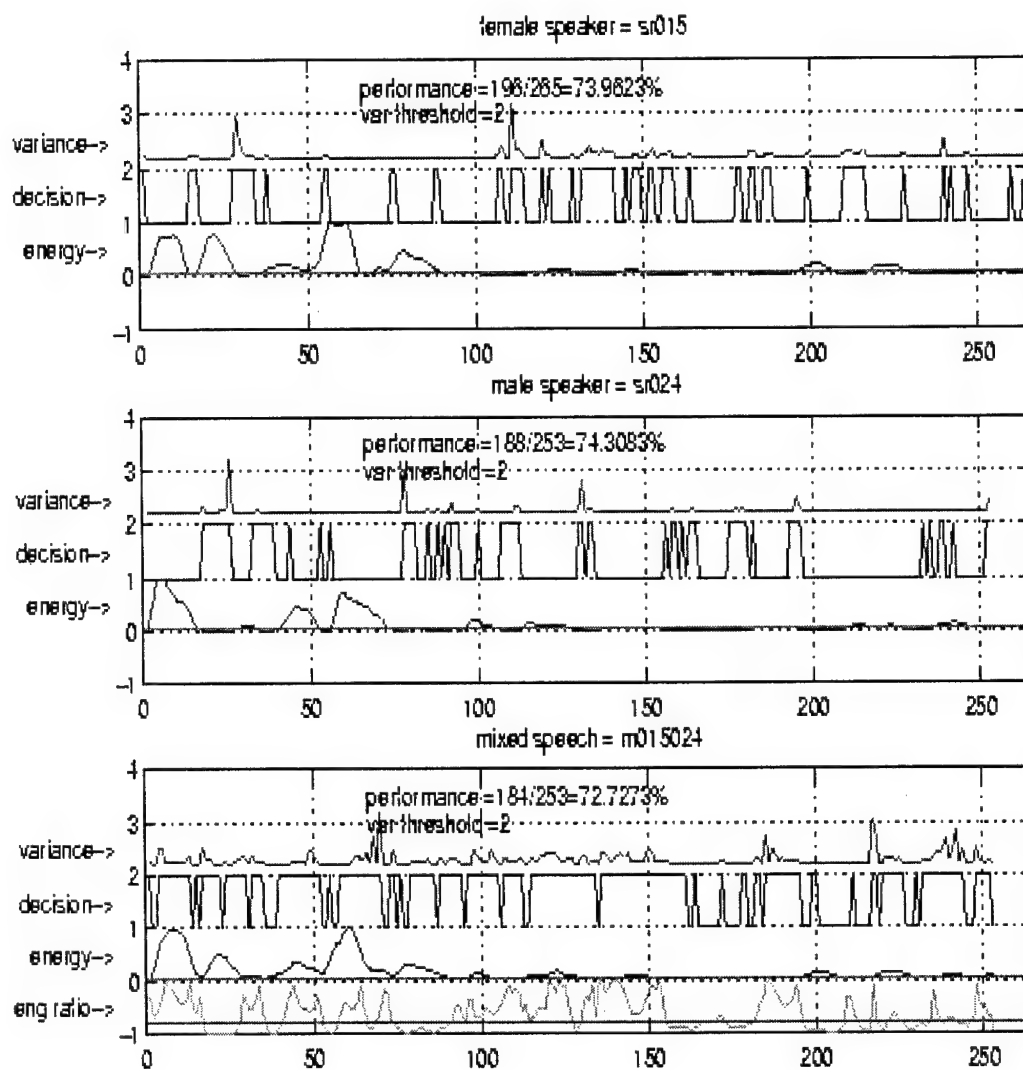 female speaker = sr015
4
performance=196/265=73.9623%
3
var threshold=2
variance->
2
decision->
1
energy->
0
-1
0 50 100 150 200 250
male speaker = sr024
4
performance=188/253=74.3083%
3
var threshold=2
variance->
2
decision->
1
energy->
0
-1
0 50 100 150 200 250
mixed speech = m015024
4
performance=184/253=72.7273%
3
var threshold=2
variance->
2
decision->
1
energy->
0
eng ratio->
-1
0 50 100 150 200 250